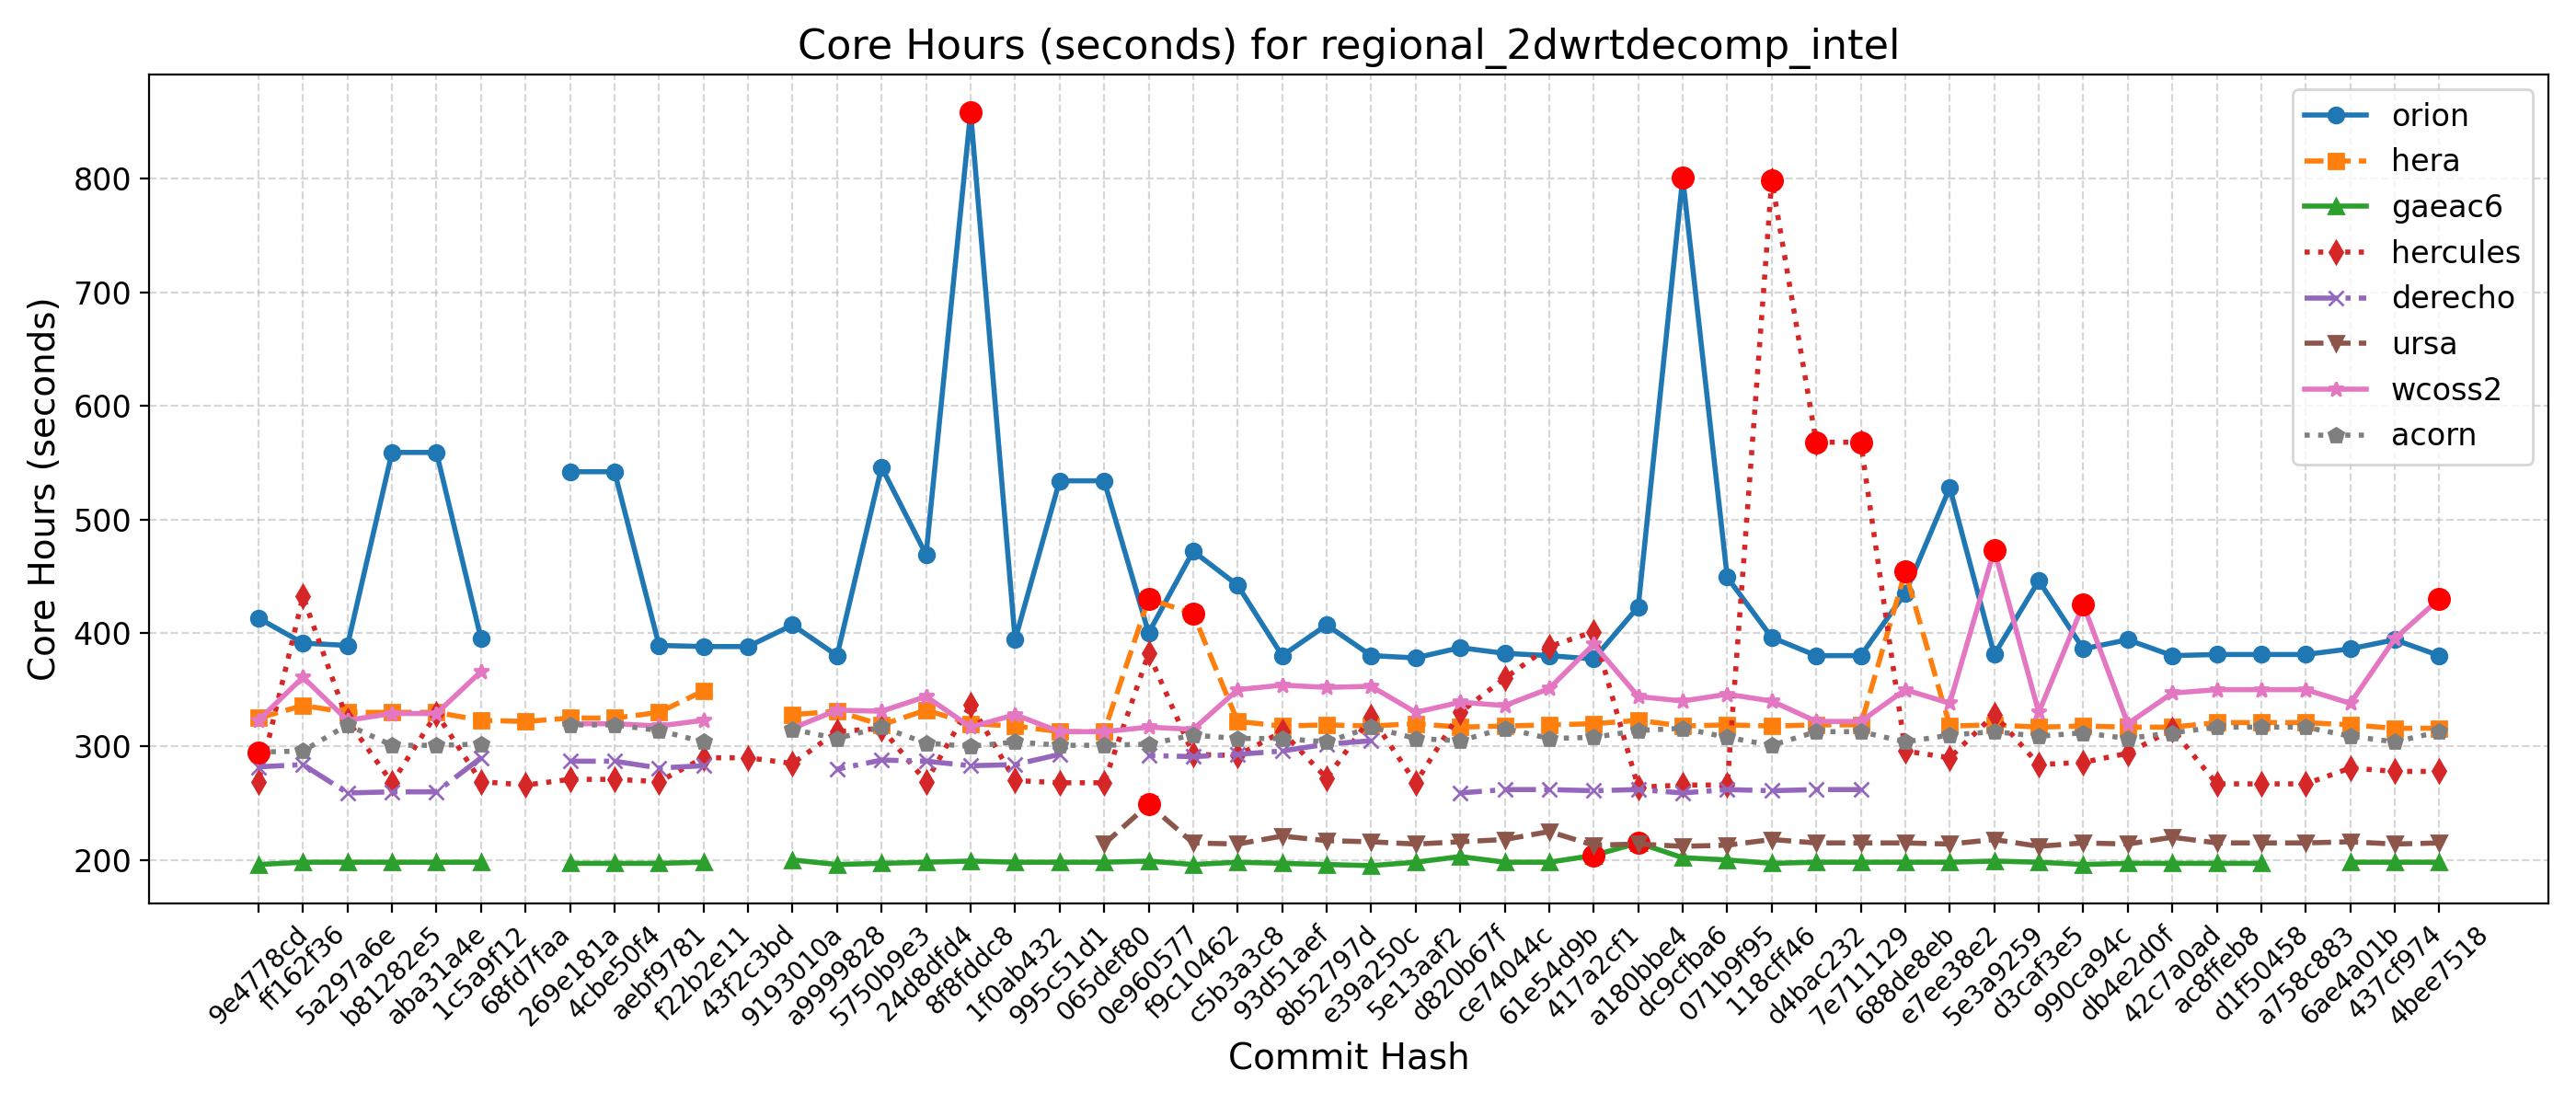 Core Hours (seconds) for regional_2dwrtdecomp_intel
Core Hours (seconds)
800
700
600
500
400
300
200
orion
hera
gaeac6
hercules
derecho
ursa
wcoss2
acorn
9e4778cd
ff162f36
5a297a6e
b81282e5
aba31a4e
1c5a9f12
68fd7faa
269e181a
4cbe50f4
aebf9781
f22b2e11
43f2c3bd
9193010a
a9999828
5750b9e3
24d8dfd4
8f8fddc8
1f0ab432
995c51d1
065def80
0e960577
f9c10462
c5b3a3c8
93d51aef
8b52797d
e39a250c
5e13aaf2
d820b67f
ce74044c
61e54d9b
417a2cf1
a180bbe4
dc9cfba6
071b9f95
118cff46
d4bac232
7e711129
688de8eb
e7ee38e2
5e3a9259
d3caf3e5
990ca94c
db4e2d0f
42c7a0ad
ac8ffeb8
d1f50458
a758c883
6ae4a01b
437cf974
4bee7518
Commit Hash